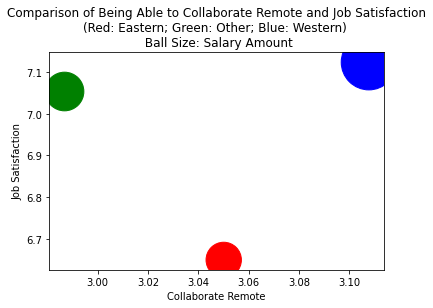 Comparison of Being Able to Collaborate Remote and Job Satisfaction
(Red: Eastern; Green: Other; Blue: Western)
Ball Size: Salary Amount
7.1
7.0
6.9
6.8
6.7
Job Satisfaction
3.00
3.02
3.04
3.06
3.08
3.10
Collaborate Remote